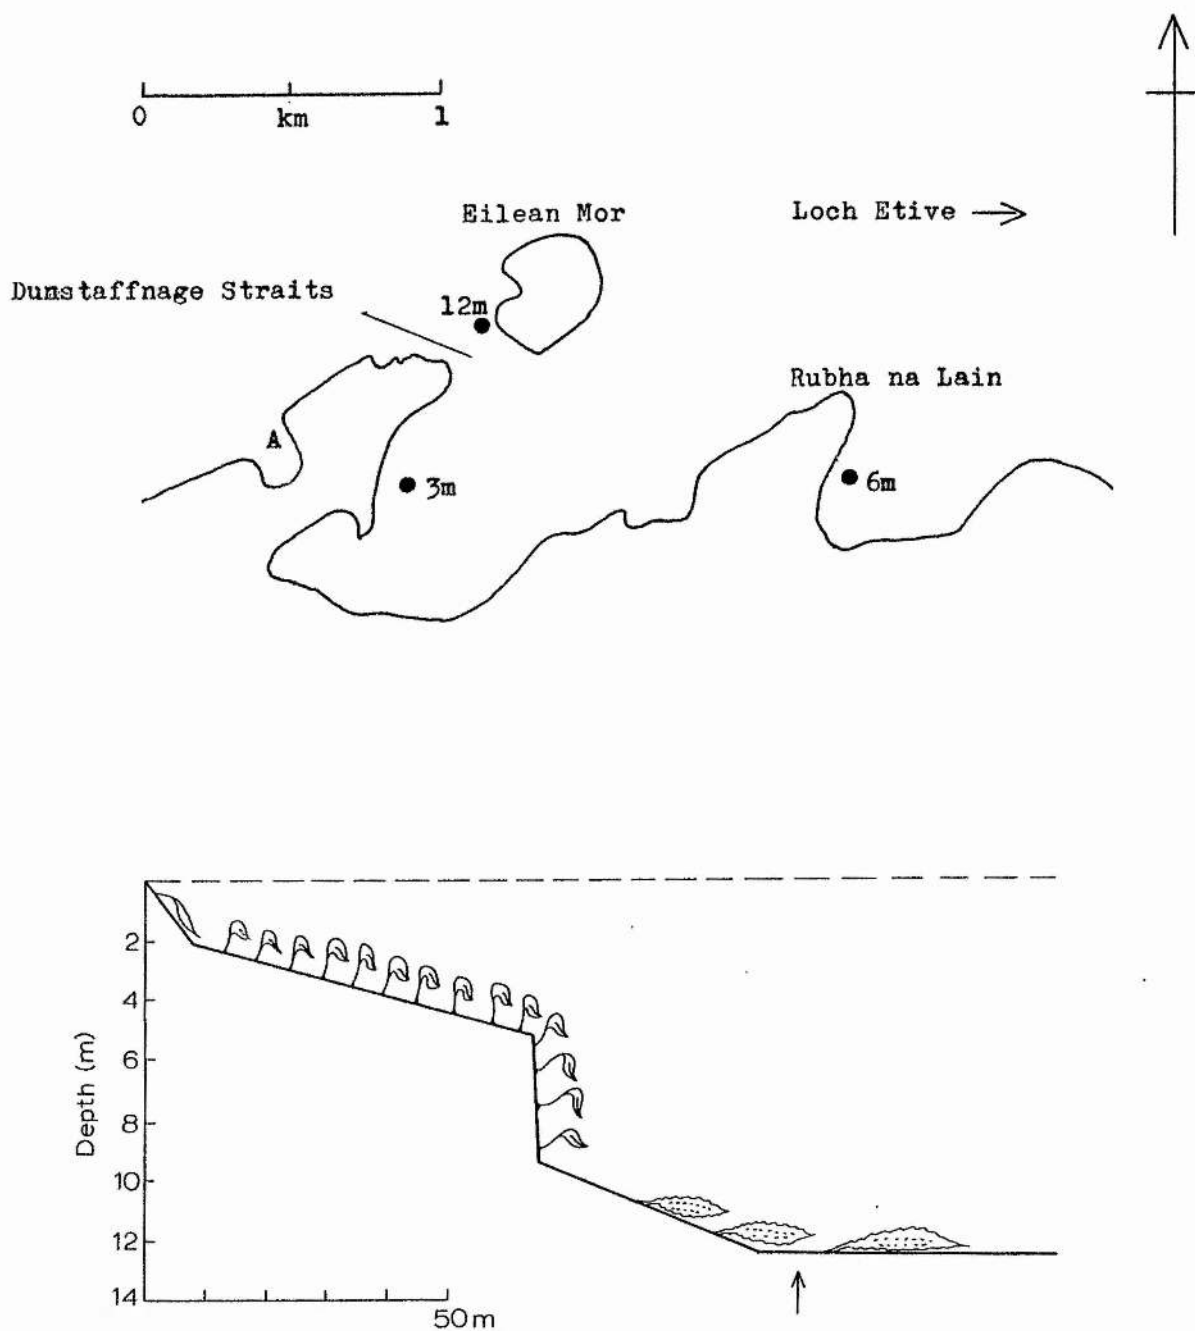 0 km 1
Eilean Mor
Loch Etive
Dunstaffnage Straits
12m
Rubha na Lain
A
3m
6m
Depth (m)
2
4
6
8
10
12
14
50m